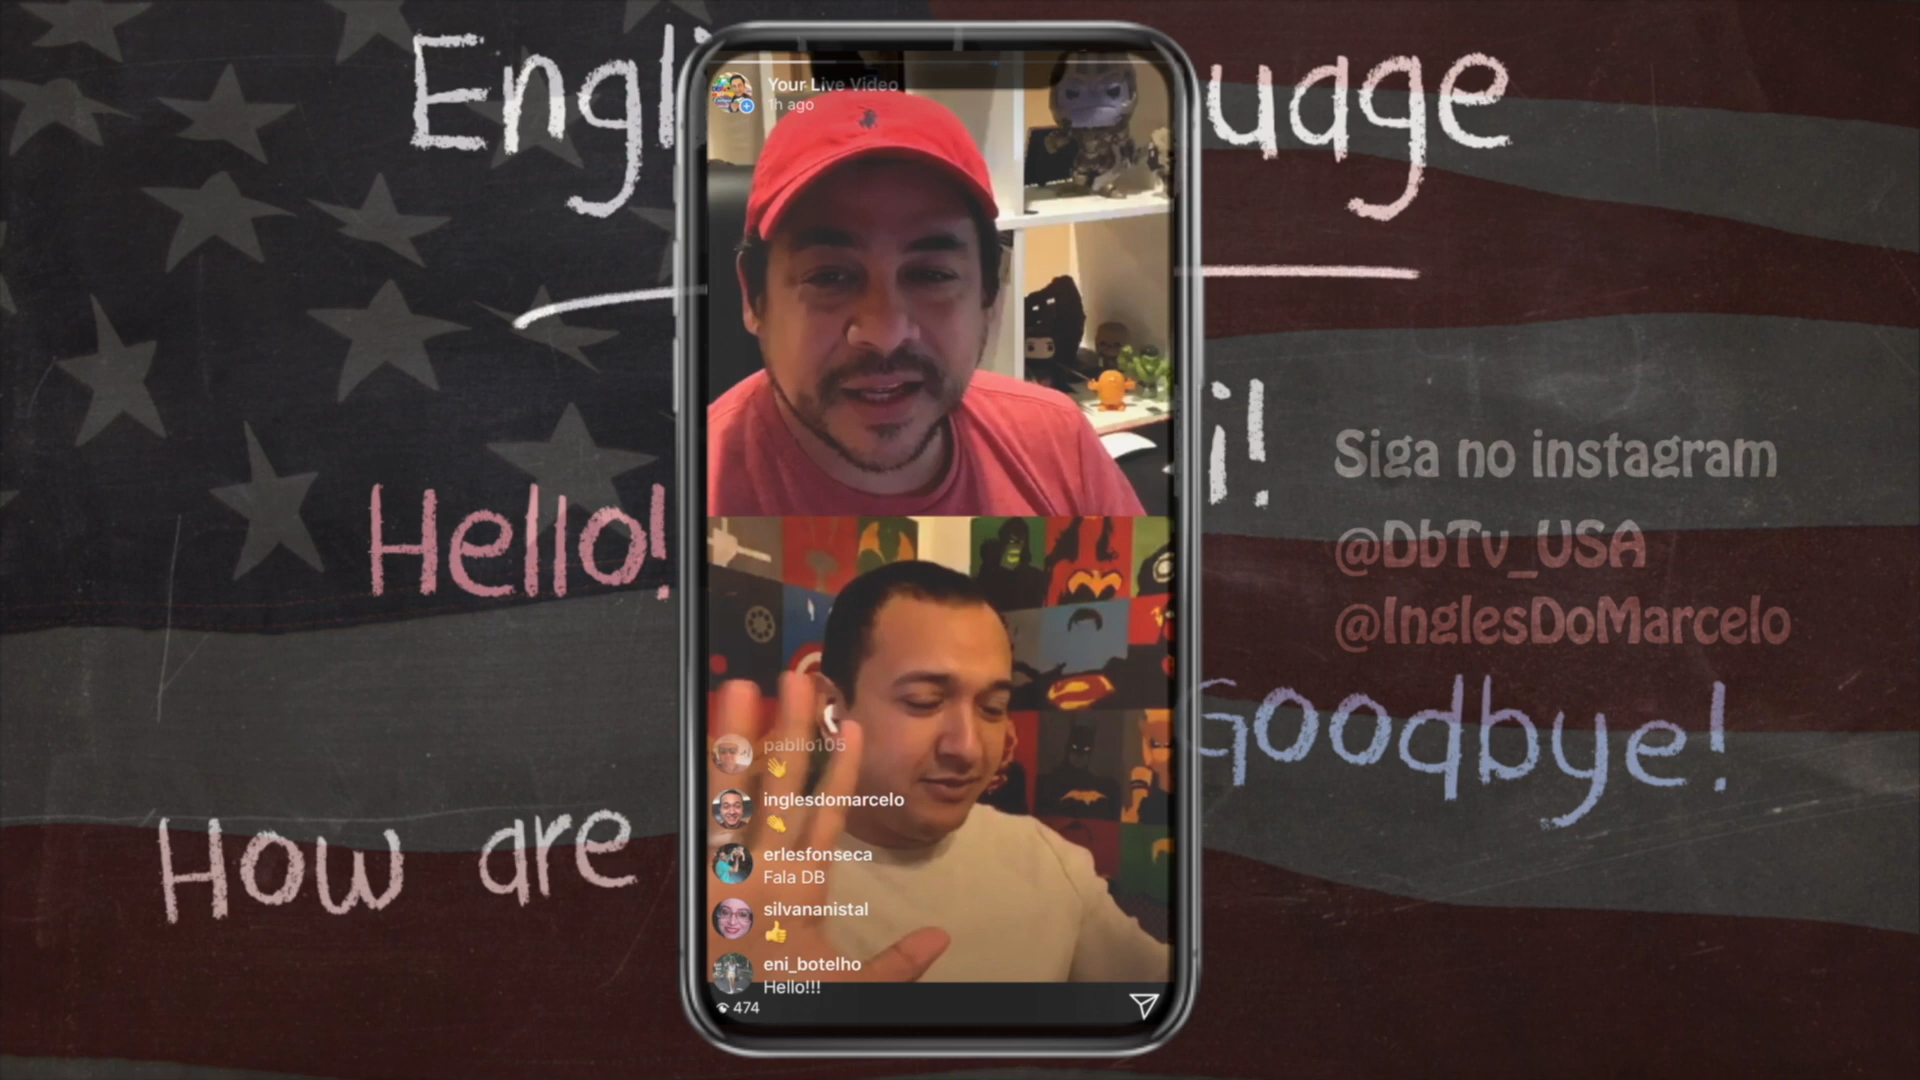 Engli
uage
Your Live Video
1h ago
i!
Siga no instagram
Hello!
@DbTv_USA
@InglesDoMarcelo
Goodbye!
pabllo105
👋
inglesdomarcelo
👏
How are
erlesfonseca
Fala DB
silvananistal
👍
eni_botelho
Hello!!!
474